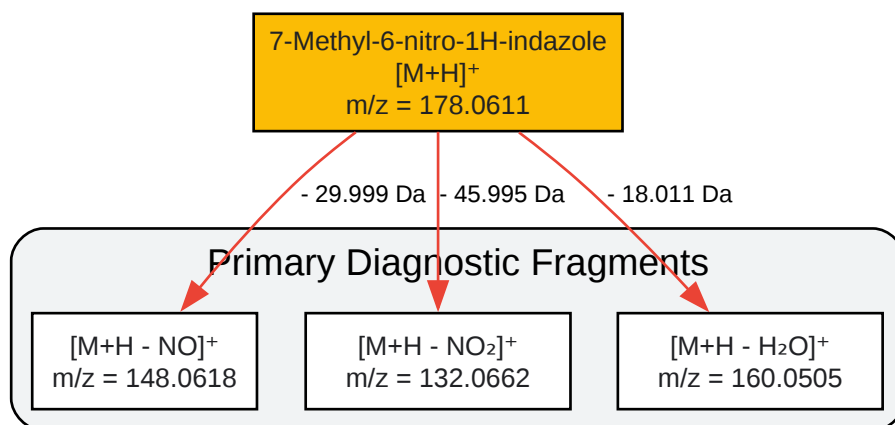 7-Methyl-6-nitro-1H-indazole
[M+H]⁺
m/z = 178.0611
- 29.999 Da
- 45.995 Da
- 18.011 Da
Primary Diagnostic Fragments
[M+H - NO]⁺
m/z = 148.0618
[M+H - NO₂]⁺
m/z = 132.0662
[M+H - H₂O]⁺
m/z = 160.0505